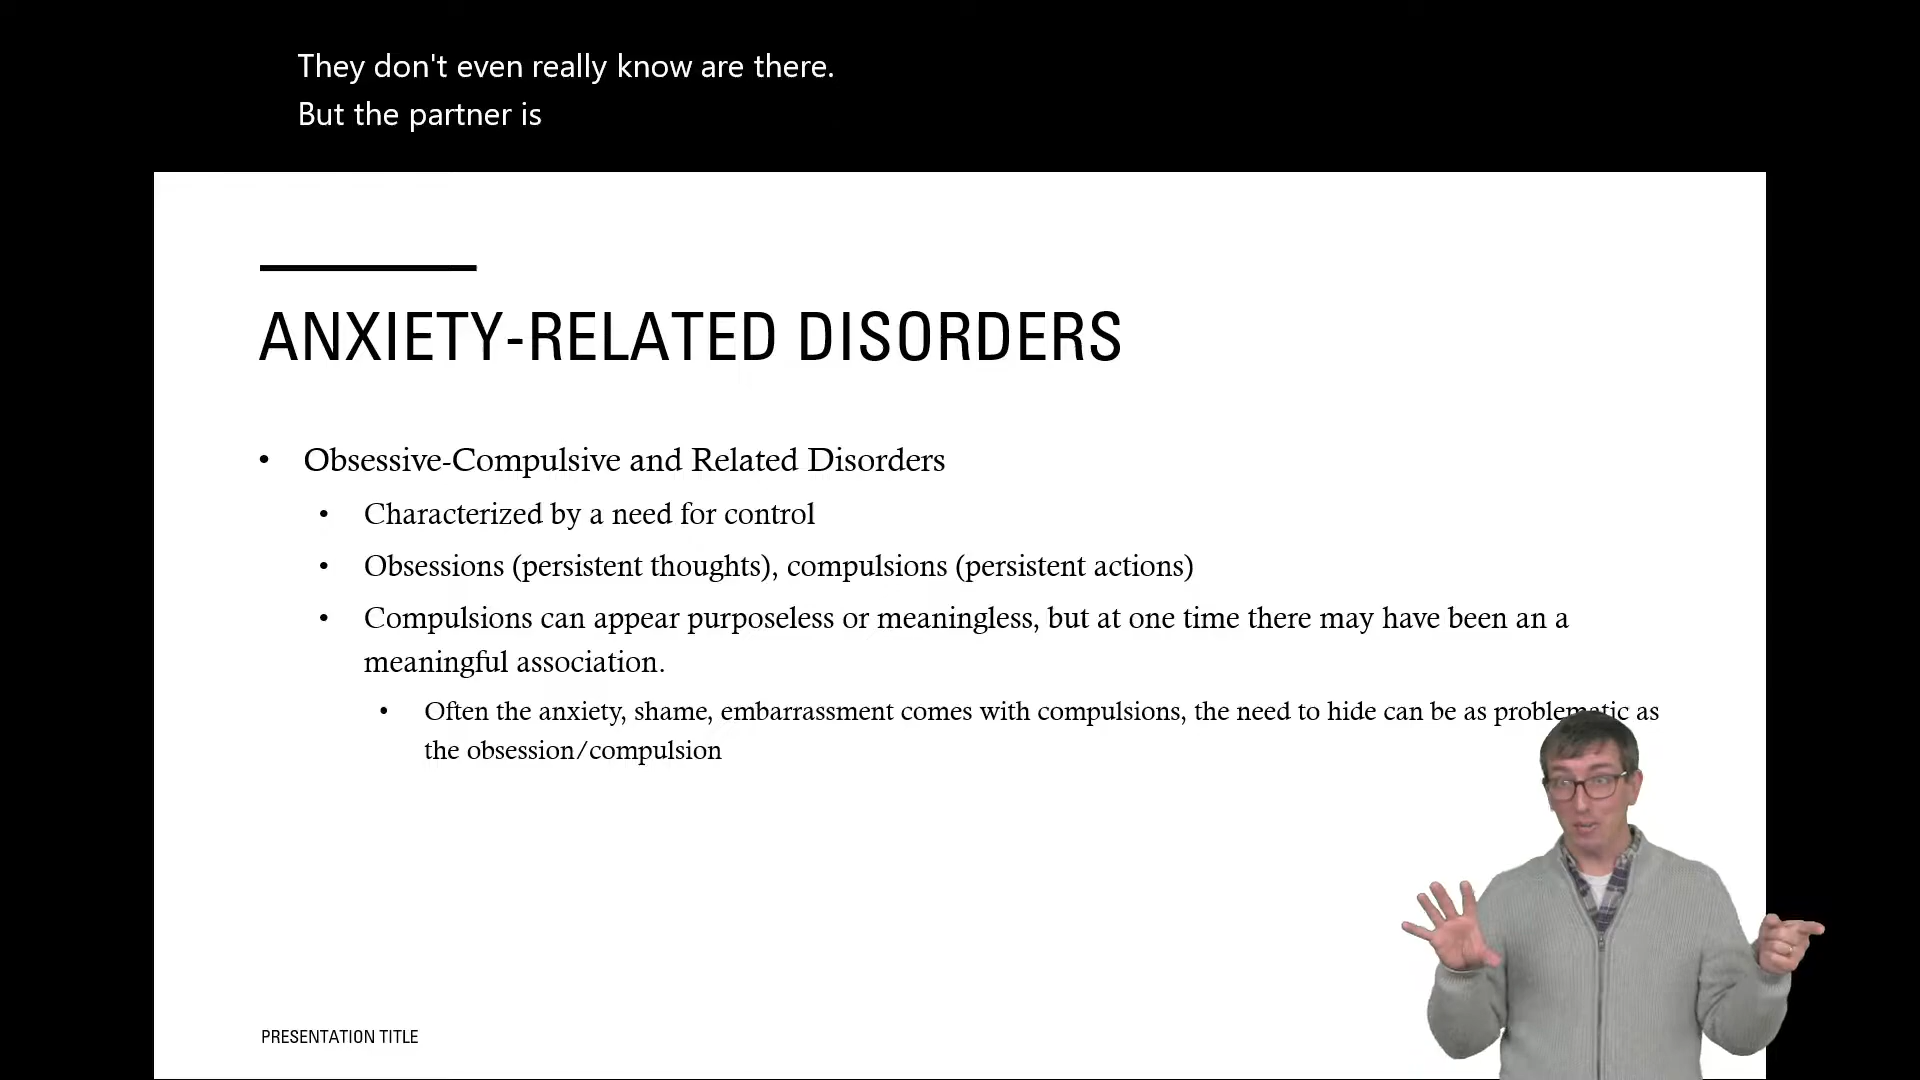 They don't even really know are there.
But the partner is
ANXIETY-RELATED DISORDERS
• Obsessive-Compulsive and Related Disorders
• Characterized by a need for control
• Obsessions (persistent thoughts), compulsions (persistent actions)
• Compulsions can appear purposeless or meaningless, but at one time there may have been an a
meaningful association.
• Often the anxiety, shame, embarrassment comes with compulsions, the need to hide can be as problematic as
the obsession/compulsion
PRESENTATION TITLE